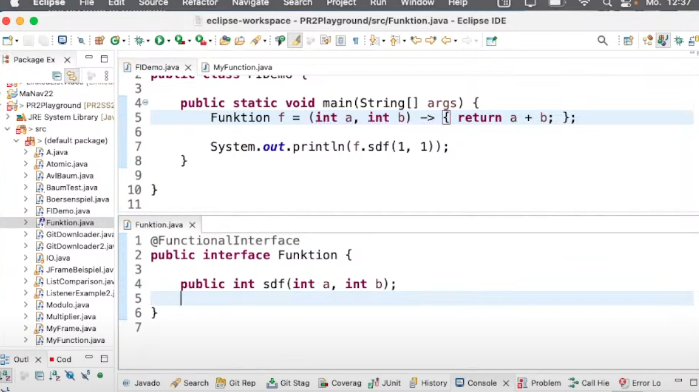 Eclipse File Edit Source Refactor Navigate Search Project Run Window Help Mo. 12:37
eclipse-workspace - PR2Playground/src/Funktion.java - Eclipse IDE
Package Ex
MaNav22
PR2Playground (PR2SS2
JRE System Library [Java
src
(default package)
A.java
Atomic.java
AvlBaum.java
BaumTest.java
Boersenspiel.java
FIDemo.java
Funktion.java
GitDownloader.java
GitDownloader2.j
IO.java
JFrameBeispiel.jav
ListComparison.jav
ListenerExample2.j
Modulo.java
Multiplier.java
MyFrame.java
MyFunction.java
Outl
Cod
FIDemo.java
MyFunction.java
2 public class FIDemo {
3
4 public static void main(String[] args) {
5 Funktion f = (int a, int b) -> { return a + b; };
6
7 System.out.println(f.sdf(1, 1));
8 }
9
10 }
11
Funktion.java
1 @FunctionalInterface
2 public interface Funktion {
3
4 public int sdf(int a, int b);
5
6 }
7
Javado Search Git Rep Git Stag Coverag JUnit History Console Problem Call Hie Error Lo